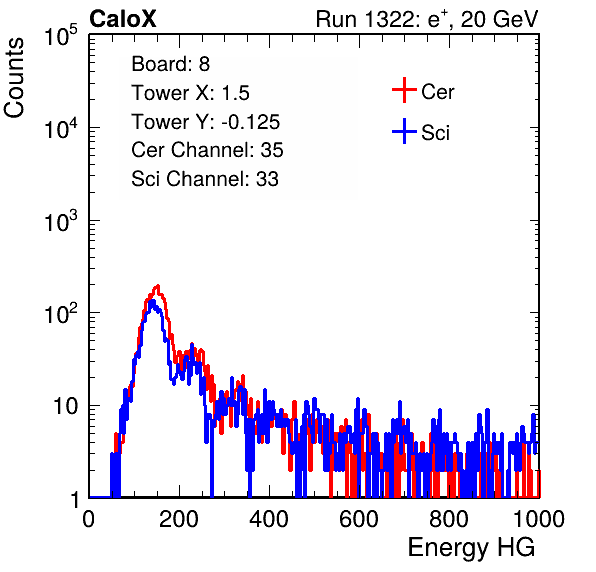 CaloX Run 1322: e⁺, 20 GeV
Counts
Board: 8
Tower X: 1.5
Tower Y: -0.125
Cer Channel: 35
Sci Channel: 33
Cer
Sci
10⁵
10⁴
10³
10²
10
1
0 200 400 600 800 1000
Energy HG